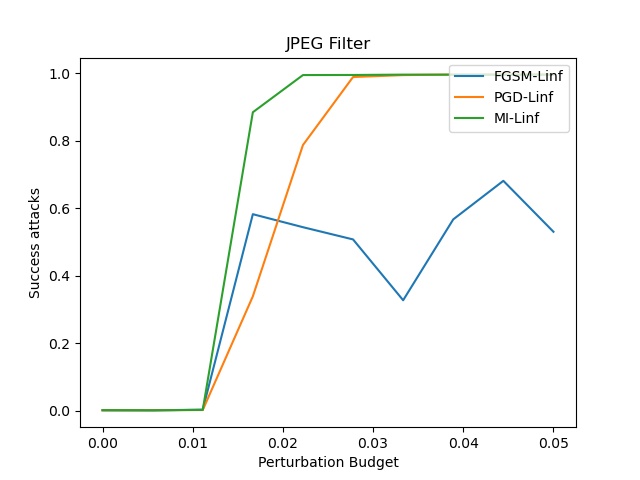 JPEG Filter
1.0
0.8
0.6
0.4
0.2
0.0
Success attacks
FGSM-Linf
PGD-Linf
MI-Linf
0.00 0.01 0.02 0.03 0.04 0.05
Perturbation Budget